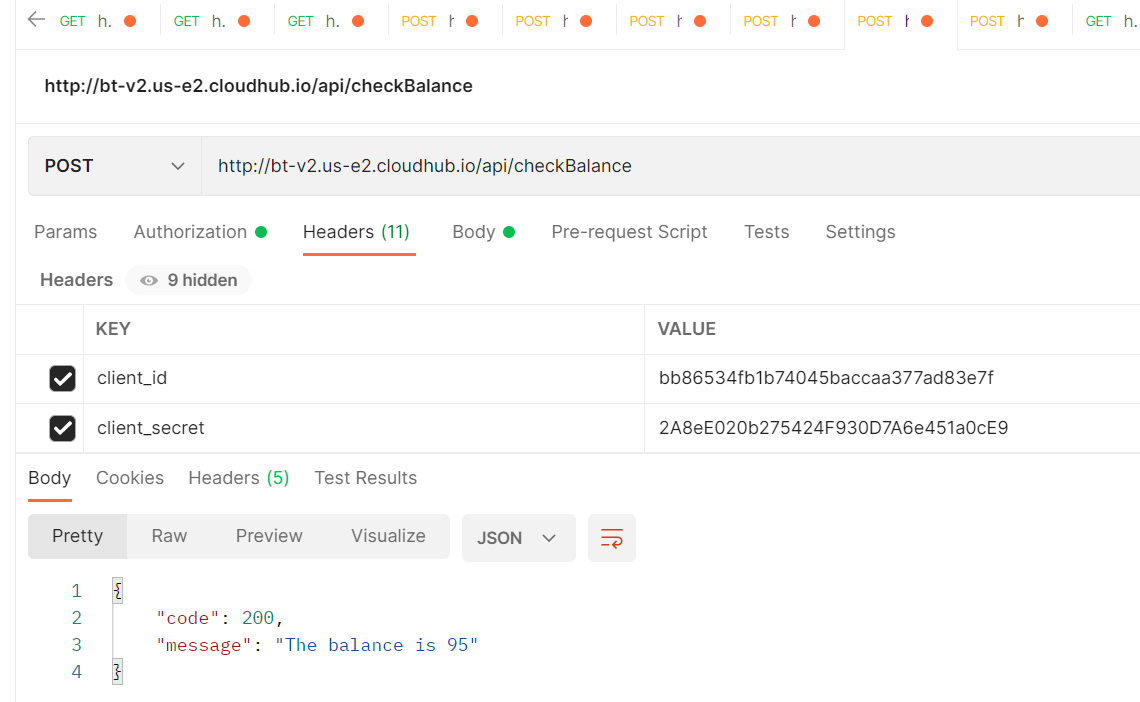 GET h. GET h. GET h. POST POST POST POST POST POST GET h.
http://bt-v2.us-e2.cloudhub.io/api/checkBalance
POST http://bt-v2.us-e2.cloudhub.io/api/checkBalance
Params Authorization Headers (11) Body Pre-request Script Tests Settings
Headers 9 hidden
KEY VALUE
client_id bb86534fb1b74045baccaa377ad83e7f
client_secret 2A8eE020b275424F930D7A6e451a0cE9
Body Cookies Headers (5) Test Results
Pretty Raw Preview Visualize JSON
1 {
2 "code": 200,
3 "message": "The balance is 95"
4 }